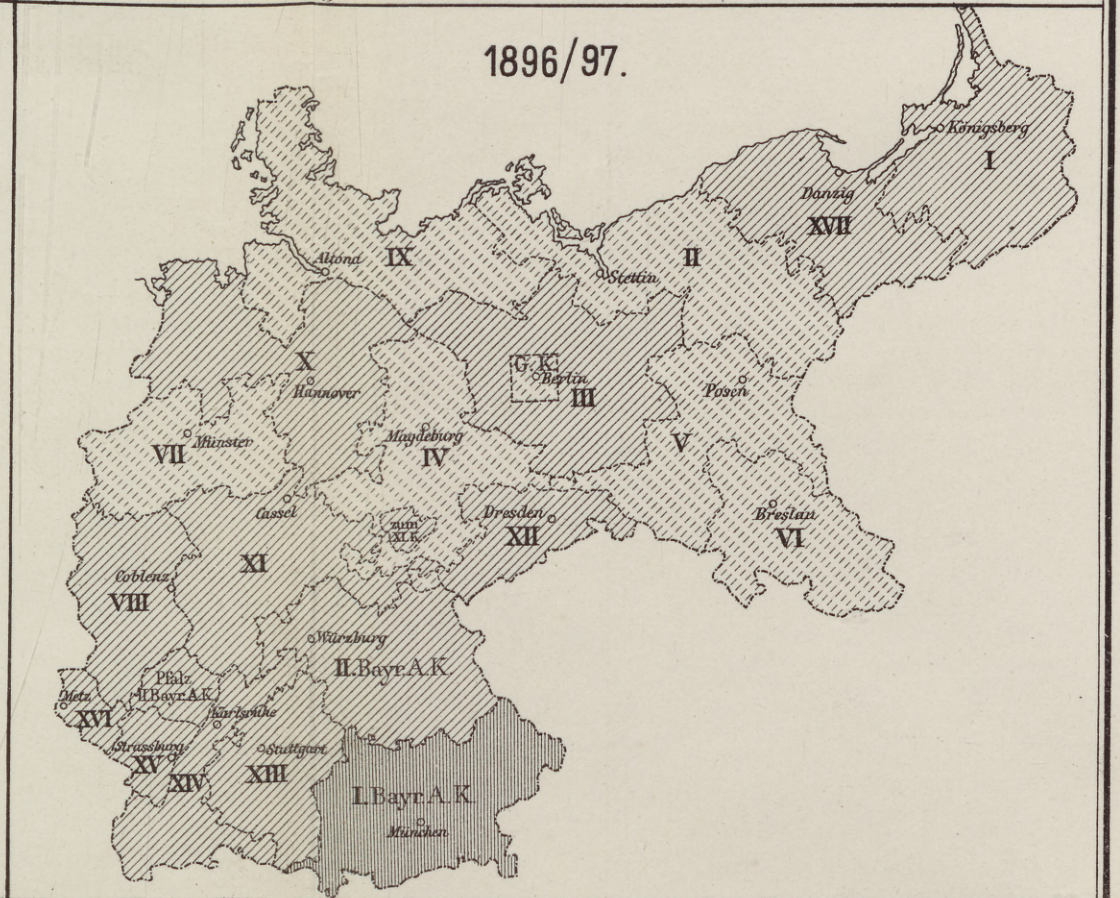 1896/97.
Königsberg
I
Danzig
XVII
Altona
IX
II
Stettin
X
Hannover
G. K.
Berlin
III
Posen
VII
Münster
Magdeburg
IV
V
Cassel
zum
XI.K.
Dresden
XII
Breslau
VI
XI
Coblenz
VIII
Würzburg
II.Bayr.A.K.
Pfalz
II.Bayr.A.K.
Metz
XVI
Karlsruhe
Strassburg
XV
XIV
Stuttgart
XIII
I.Bayr.A.K.
München